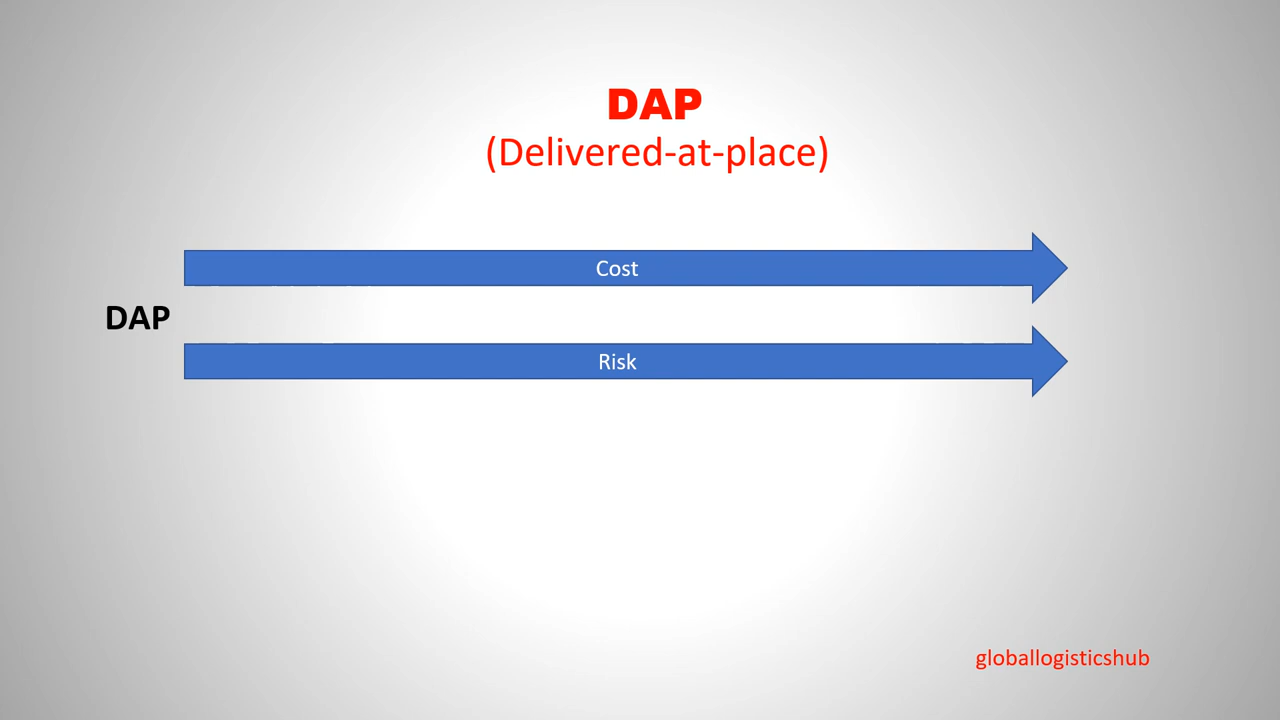 DAP
(Delivered-at-place)
Cost
DAP
Risk
globallogisticshub